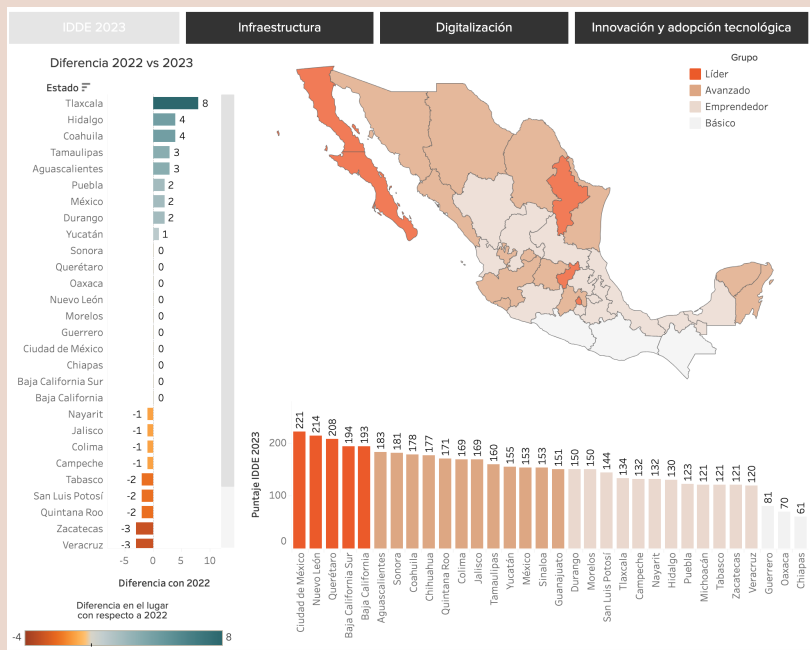 IDDE 2023
Infraestructura
Digitalización
Innovación y adopción tecnológica
Diferencia 2022 vs 2023
Estado
Tlaxcala 8
Hidalgo 4
Coahuila 4
Tamaulipas 3
Aguascalientes 3
Puebla 2
México 2
Durango 2
Yucatán 1
Sonora 0
Querétaro 0
Oaxaca 0
Nuevo León 0
Morelos 0
Guerrero 0
Ciudad de México 0
Chiapas 0
Baja California Sur 0
Baja California 0
Nayarit -1
Jalisco -1
Colima -1
Campeche -1
Tabasco -2
San Luis Potosí -2
Quintana Roo -2
Zacatecas -3
Veracruz -3
-5 0 5 10
Diferencia con 2022
Diferencia en el lugar
con respecto a 2022
-4 8
Grupo
Líder
Avanzado
Emprendedor
Básico
Puntaje IDDE 2023
200
100
0
221 214 208 194 193 183 181 178 177 171 169 169 160 155 153 153 151 150 150 144 134 132 132 130 123 121 121 121 120 81 70 61
Ciudad de México
Nuevo León
Querétaro
Baja California Sur
Baja California
Aguascalientes
Sonora
Coahuila
Chihuahua
Quintana Roo
Colima
Jalisco
Tamaulipas
Yucatán
México
Sinaloa
Guanajuato
Durango
Morelos
San Luis Potosí
Tlaxcala
Campeche
Nayarit
Hidalgo
Puebla
Michoacán
Tabasco
Zacatecas
Veracruz
Guerrero
Oaxaca
Chiapas